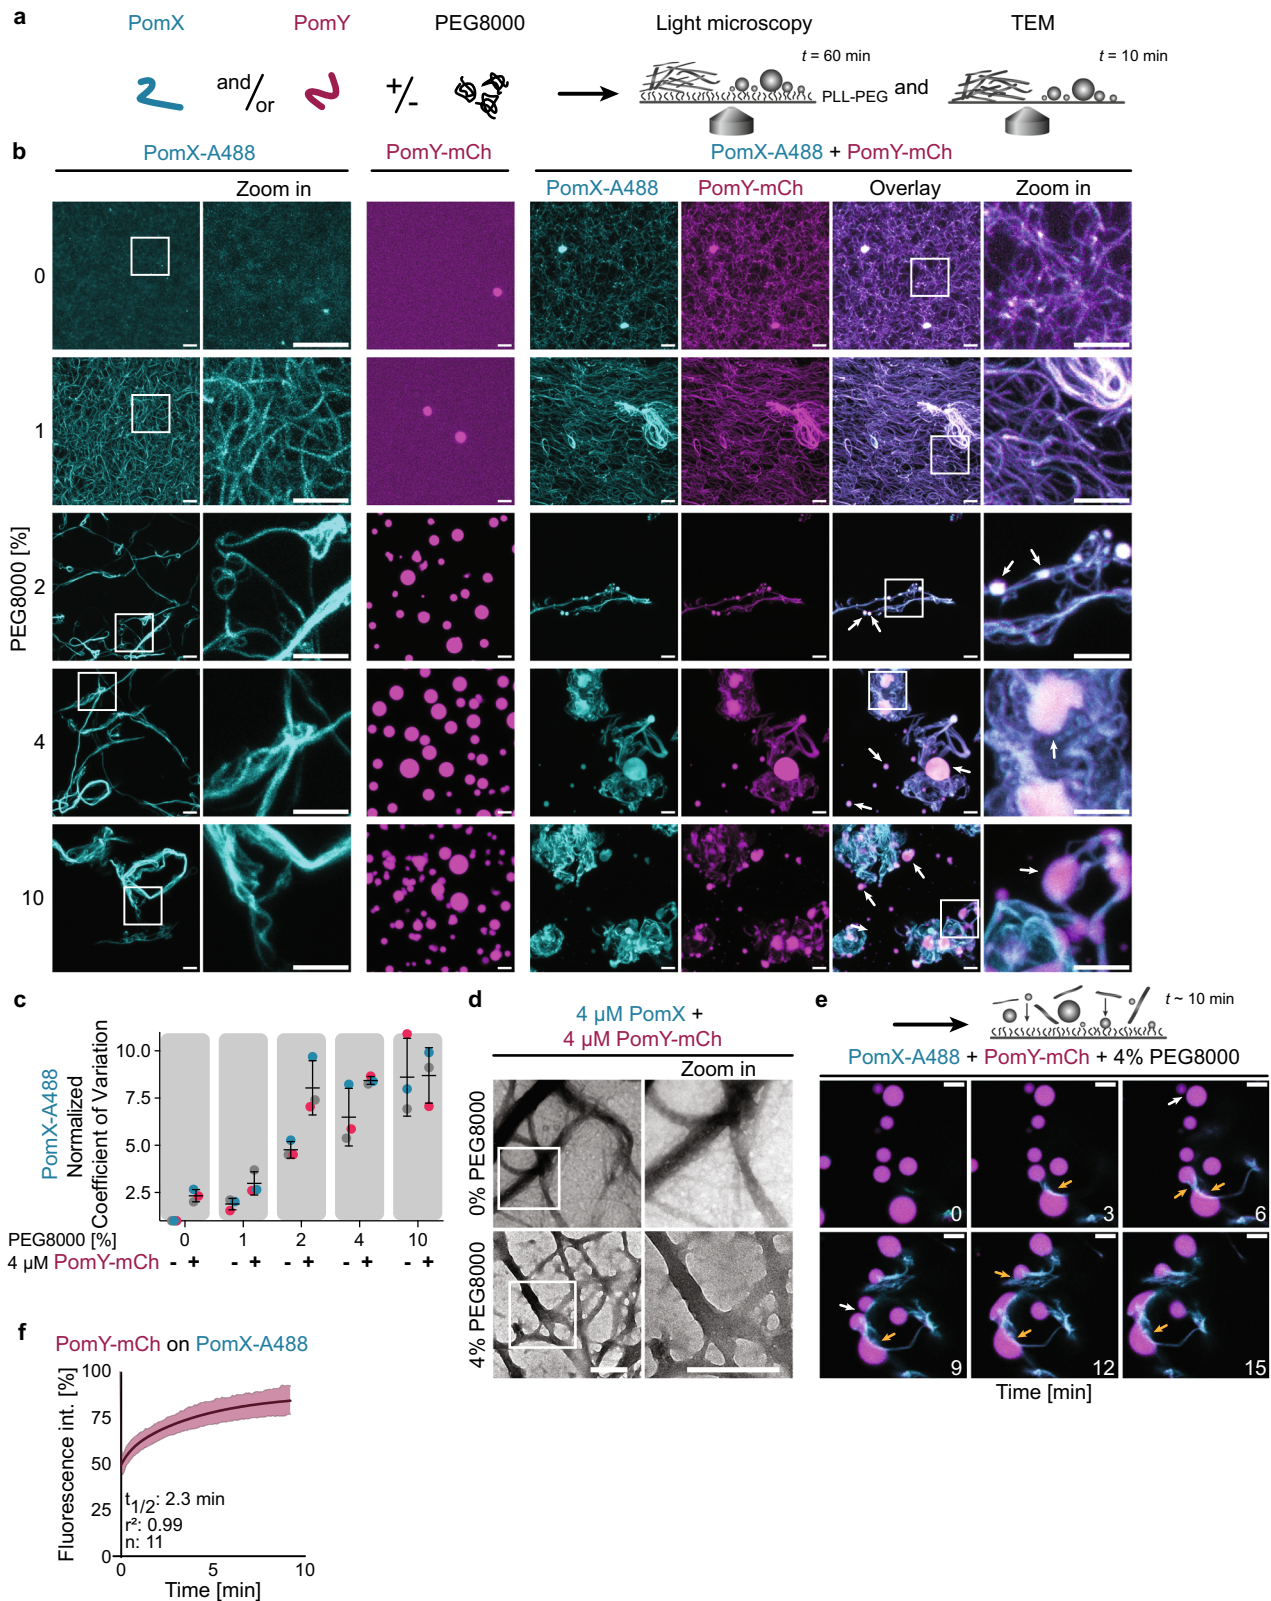 a
PomX
PomY
PEG8000
Light microscopy
TEM
and/or
+/-
t = 60 min
PLL-PEG
and
t = 10 min
b
PomX-A488
PomY-mCh
PomX-A488 + PomY-mCh
Zoom in
PomX-A488
PomY-mCh
Overlay
Zoom in
PEG8000 [%]
0
1
2
4
10
c
PomX-A488
Normalized
Coefficient of Variation
10.0
7.5
5.0
2.5
0
1
2
4
10
PEG8000 [%]
4 µM PomY-mCh
- + - + - + - + - +
d
4 µM PomX +
4 µM PomY-mCh
Zoom in
0% PEG8000
4% PEG8000
e
t ~ 10 min
PomX-A488 + PomY-mCh + 4% PEG8000
0
3
6
9
12
15
Time [min]
f
PomY-mCh on PomX-A488
Fluorescence int. [%]
100
75
50
25
0
t1/2: 2.3 min
r²: 0.99
n: 11
0
5
10
Time [min]